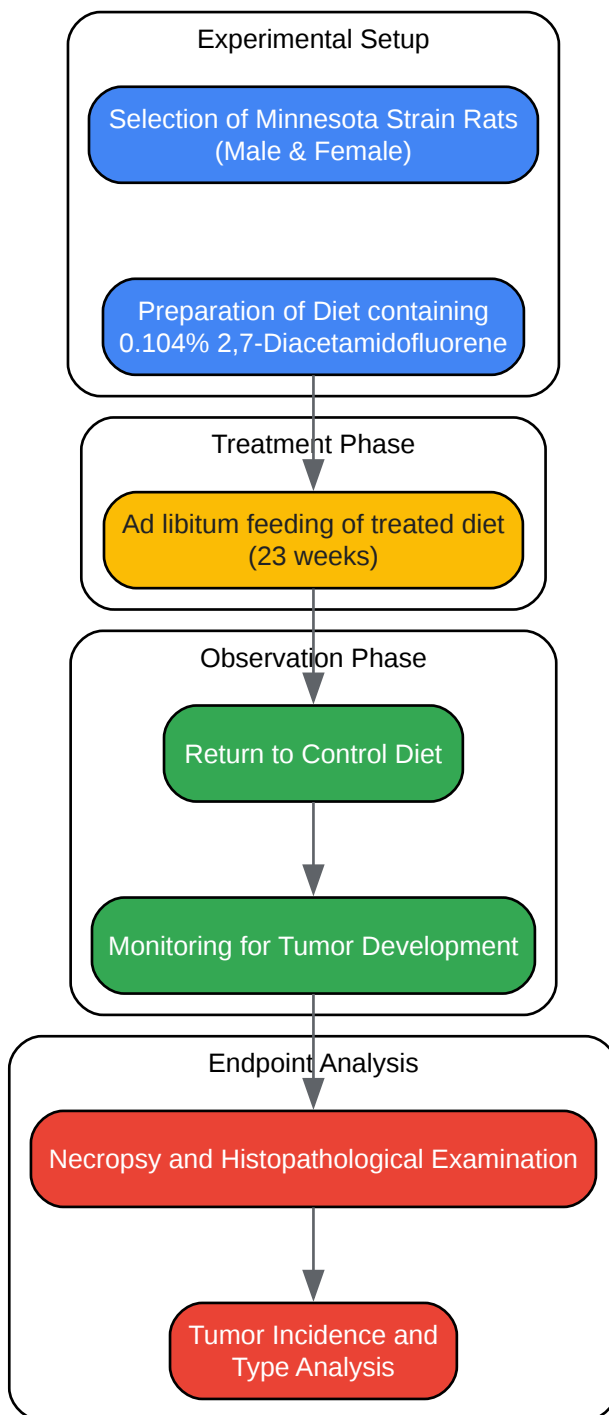 Experimental Setup
Selection of Minnesota Strain Rats
(Male & Female)
Preparation of Diet containing
0.104% 2,7-Diacetamidofluorene
Treatment Phase
Ad libitum feeding of treated diet
(23 weeks)
Observation Phase
Return to Control Diet
Monitoring for Tumor Development
Endpoint Analysis
Necropsy and Histopathological Examination
Tumor Incidence and
Type Analysis